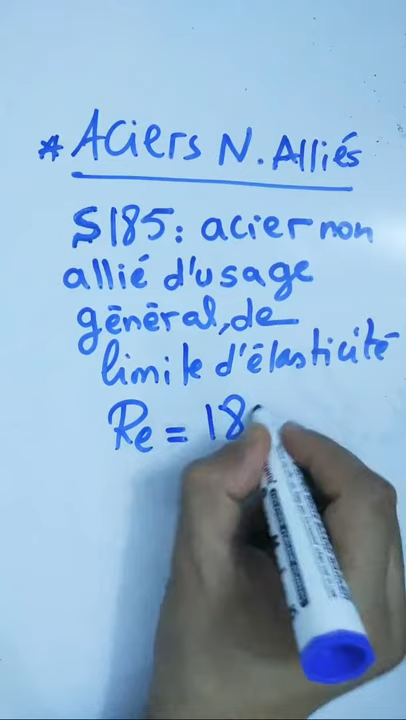 * Aciers N. Alliés
S185: acier non
allié d'usage
général, de
limite d'élasticité
Re = 18